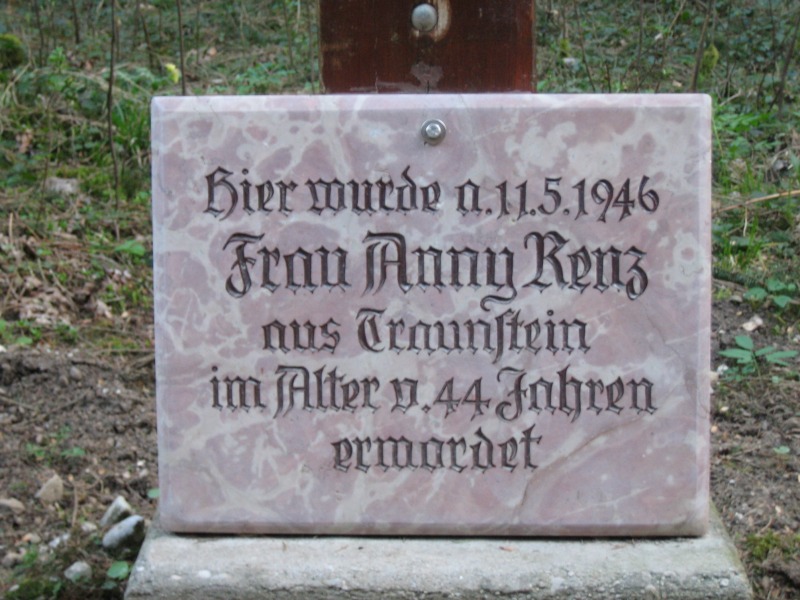 Hier wurde a.11.5.1946
Frau Anny Renz
aus Traunſtein
im Alter v.44 Jahren
ermordet